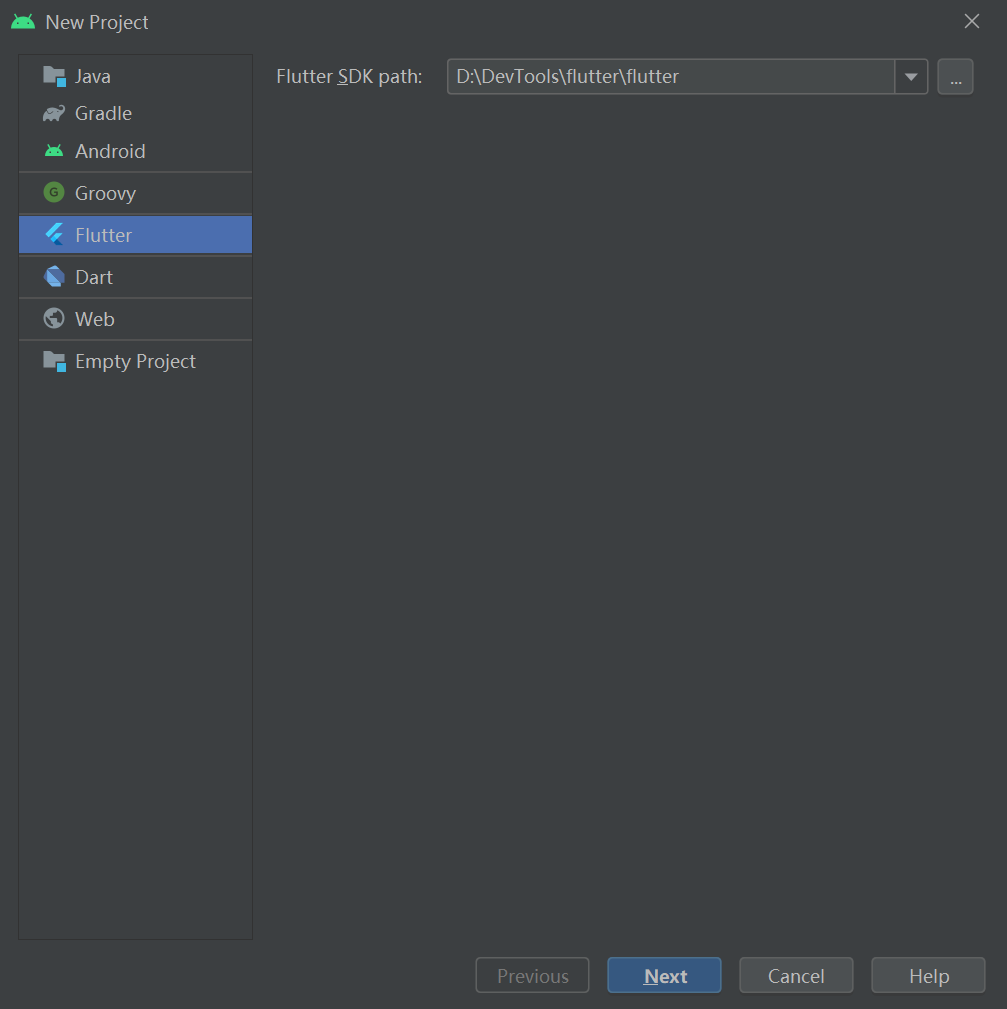 New Project
Java
Gradle
Android
G Groovy
Flutter
Dart
Web
Empty Project
Flutter SDK path: D:\DevTools\flutter\flutter ...
Previous Next Cancel Help